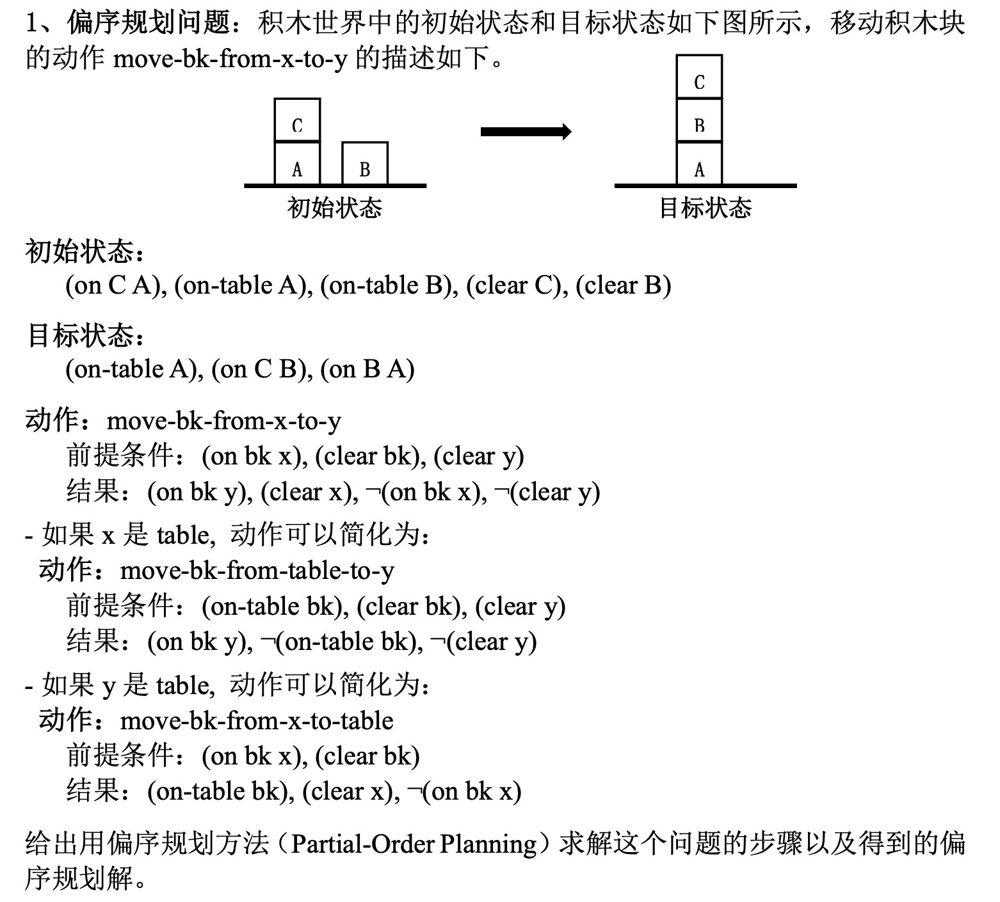 1、偏序规划问题：积木世界中的初始状态和目标状态如下图所示，移动积木块
的动作 move-bk-from-x-to-y 的描述如下。
C
C
B
A
B
A
初始状态
目标状态
初始状态：
(on C A), (on-table A), (on-table B), (clear C), (clear B)
目标状态：
(on-table A), (on C B), (on B A)
动作：move-bk-from-x-to-y
前提条件：(on bk x), (clear bk), (clear y)
结果：(on bk y), (clear x), ¬(on bk x), ¬(clear y)
- 如果 x 是 table, 动作可以简化为：
动作：move-bk-from-table-to-y
前提条件：(on-table bk), (clear bk), (clear y)
结果：(on bk y), ¬(on-table bk), ¬(clear y)
- 如果 y 是 table, 动作可以简化为：
动作：move-bk-from-x-to-table
前提条件：(on bk x), (clear bk)
结果：(on-table bk), (clear x), ¬(on bk x)
给出用偏序规划方法（Partial-Order Planning）求解这个问题的步骤以及得到的偏
序规划解。